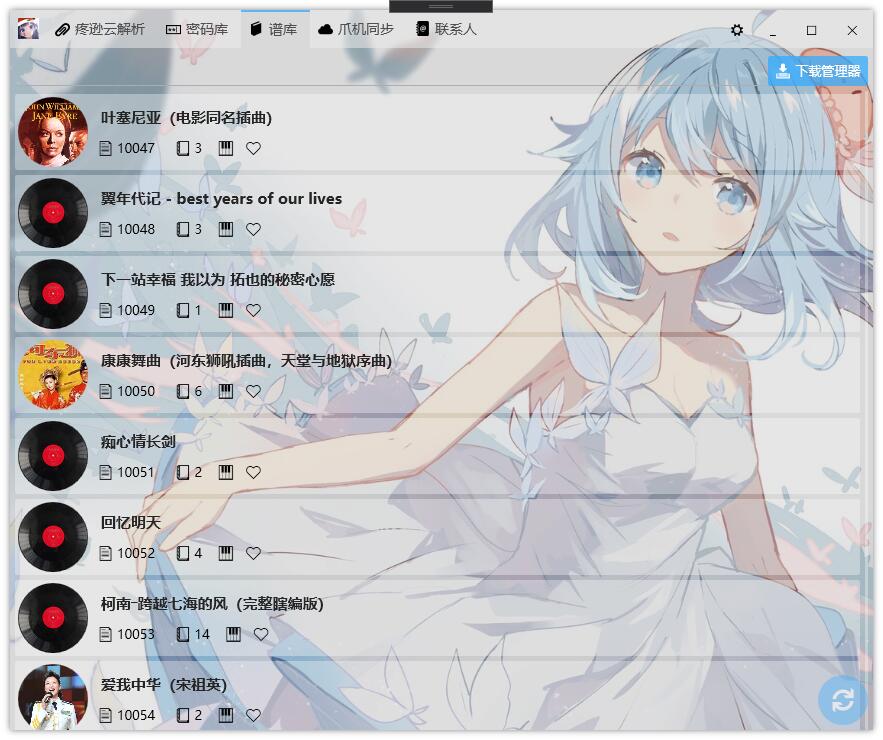 疼逊云解析 密码库 谱库 爪机同步 联系人
下载管理器
JOHN WILLIAMS
JANE EYRE
叶塞尼亚（电影同名插曲）
10047 3
翼年代记 - best years of our lives
10048 3
下一站幸福 我以为 拓也的秘密心愿
10049 1
康康舞曲（河东狮吼插曲，天堂与地狱序曲）
10050 6
痴心情长剑
10051 2
回忆明天
10052 4
柯南-跨越七海的风（完整瞎编版）
10053 14
爱我中华（宋祖英）
10054 2